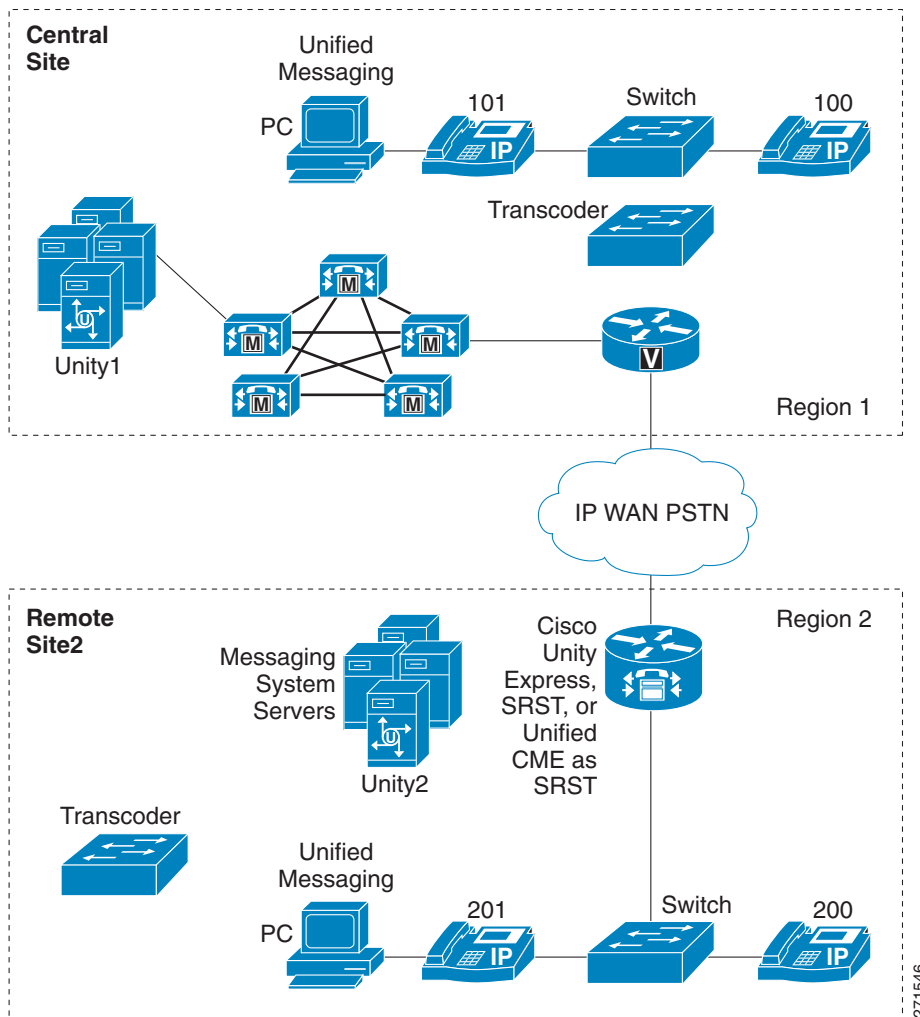 Central
Site
Unified
Messaging
PC
101
IP
Switch
100
IP
Transcoder
U
Unity1
M
M
M
M
M
V
Region 1
IP WAN PSTN
Remote
Site2
Region 2
Messaging
System
Servers
U
Unity2
Cisco
Unity
Express,
SRST, or
Unified
CME as
SRST
Transcoder
Unified
Messaging
PC
201
IP
Switch
200
IP
271546